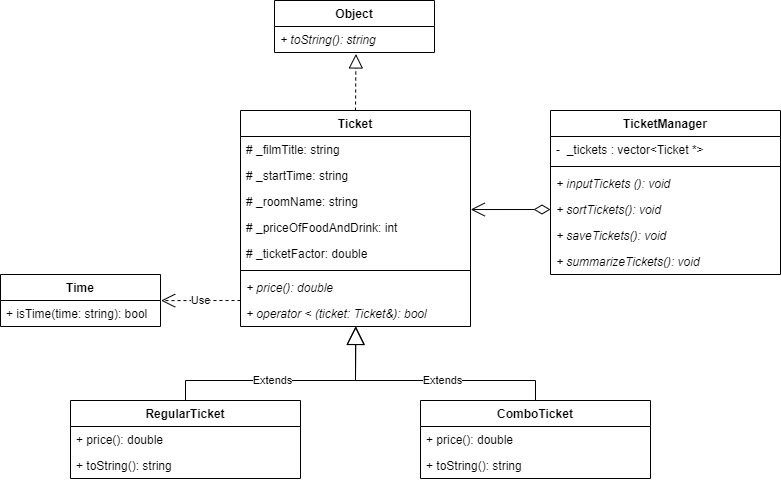 Object
+ toString(): string
Ticket
# _filmTitle: string
# _startTime: string
# _roomName: string
# _priceOfFoodAndDrink: int
# _ticketFactor: double
+ price(): double
+ operator < (ticket: Ticket&): bool
TicketManager
- _tickets : vector<Ticket *>
+ inputTickets (): void
+ sortTickets(): void
+ saveTickets(): void
+ summarizeTickets(): void
Time
+ isTime(time: string): bool
Use
Extends
Extends
RegularTicket
+ price(): double
+ toString(): string
ComboTicket
+ price(): double
+ toString(): string